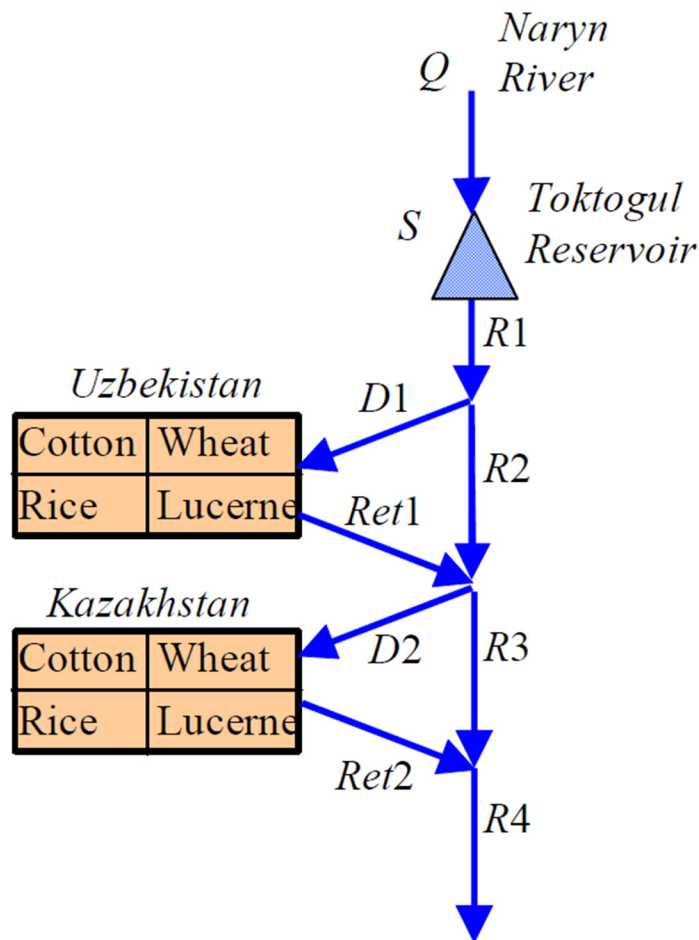 Naryn
River
Q
Toktogul
Reservoir
S
R1
Uzbekistan
D1
Cotton Wheat
R2
Rice Lucerne
Ret1
Kazakhstan
D2
Cotton Wheat
R3
Rice Lucerne
Ret2
R4